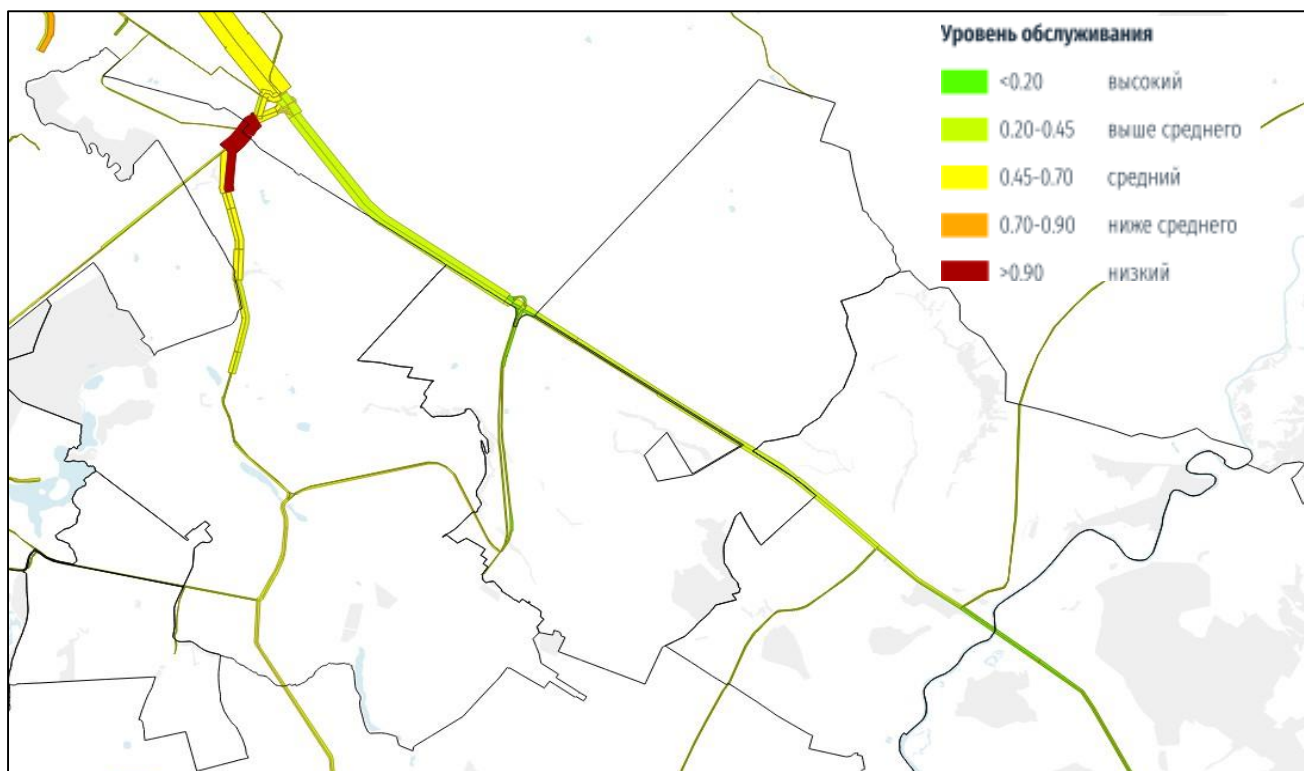 Уровень обслуживания
<0.20 высокий
0.20-0.45 выше среднего
0.45-0.70 средний
0.70-0.90 ниже среднего
>0.90 низкий